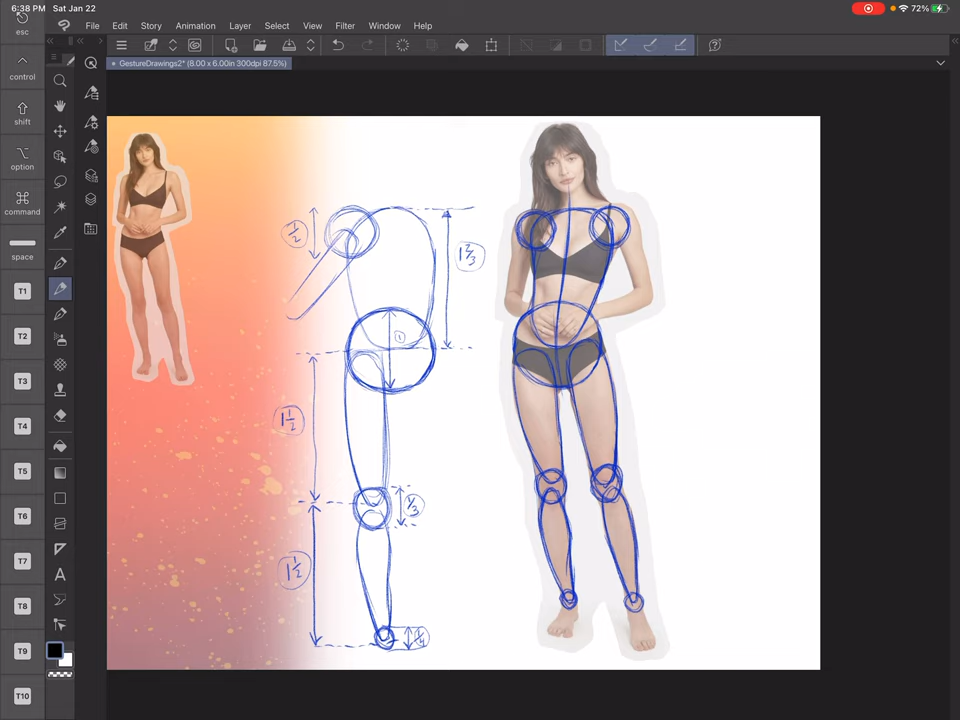 6:38 PM Sat Jan 22
72%
esc
File Edit Story Animation Layer Select View Filter Window Help
control
GestureDrawings2* (8.00 x 6.00in 300dpi 87.5%)
shift
option
command
space
T1
T2
T3
T4
T5
T6
T7
T8
T9
T10
1/2
1 2/3
1
1 1/2
1/3
1 1/2
1/4